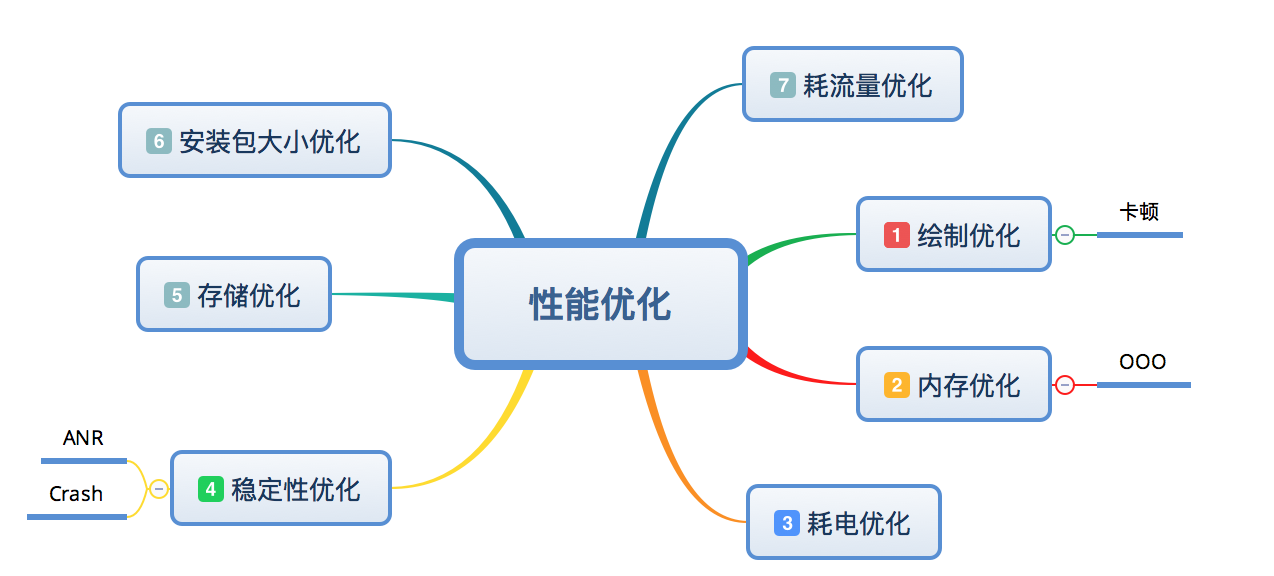 性能优化
1 绘制优化
卡顿
2 内存优化
OOO
3 耗电优化
4 稳定性优化
ANR
Crash
5 存储优化
6 安装包大小优化
7 耗流量优化